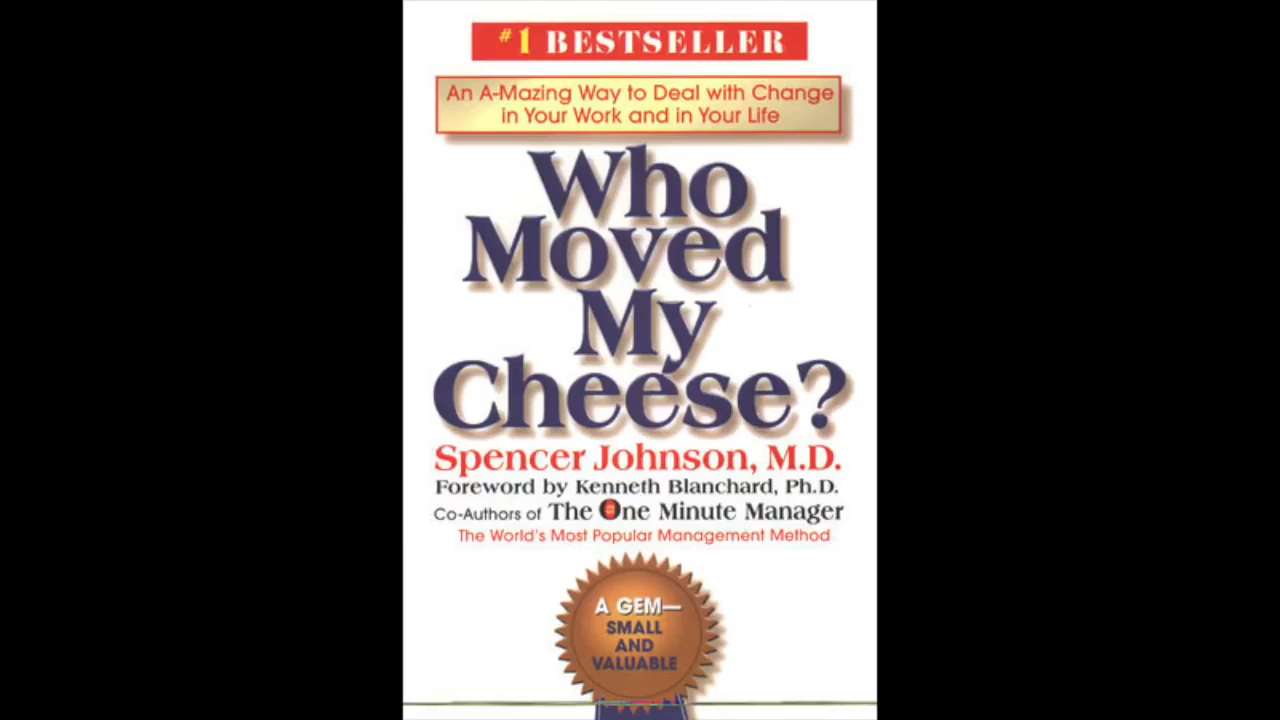 #1 BESTSELLER
An A-Mazing Way to Deal with Change
in Your Work and in Your Life
Who
Moved
My
Cheese?
Spencer Johnson, M.D.
Foreword by Kenneth Blanchard, Ph.D.
Co-Authors of The One Minute Manager
The World's Most Popular Management Method
A GEM—
SMALL
AND
VALUABLE